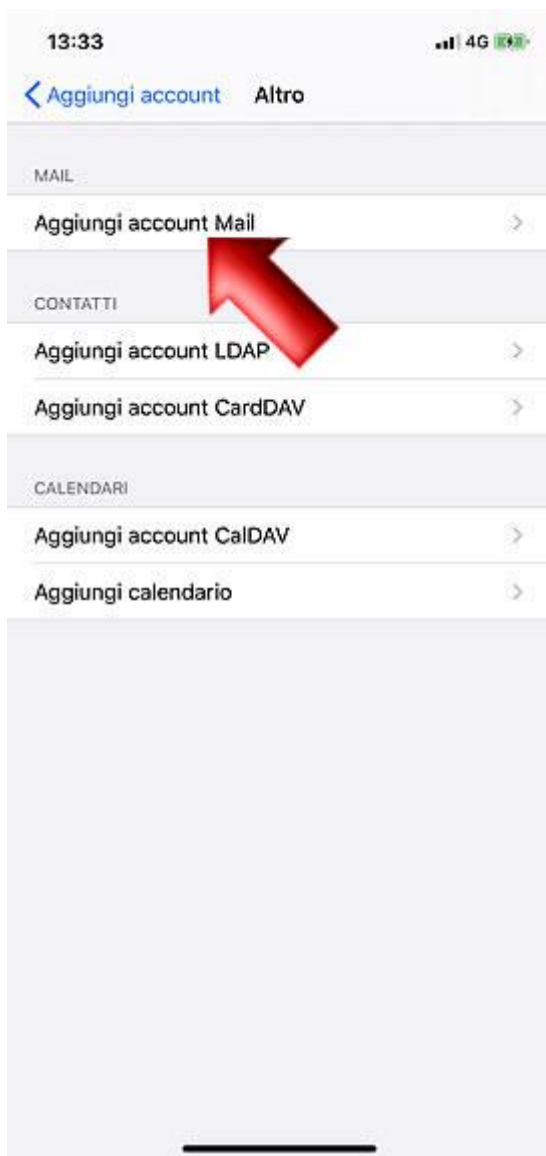 13:33
4G
Aggiungi account Altro
MAIL
Aggiungi account Mail
CONTATTI
Aggiungi account LDAP
Aggiungi account CardDAV
CALENDARI
Aggiungi account CalDAV
Aggiungi calendario